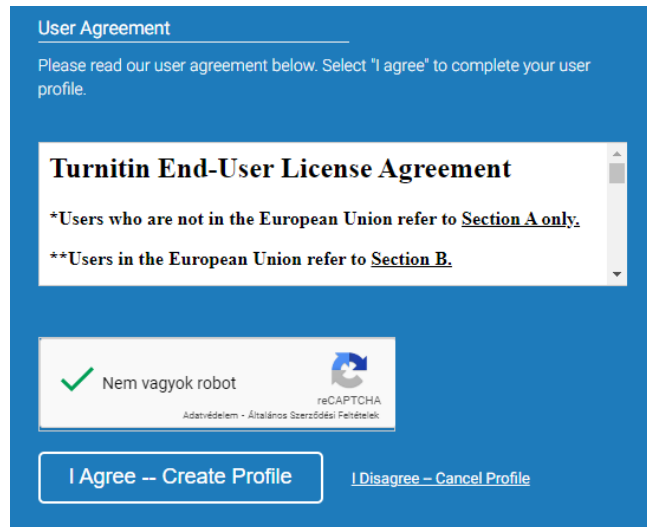 User Agreement
Please read our user agreement below. Select "I agree" to complete your user
profile.
Turnitin End-User License Agreement
*Users who are not in the European Union refer to Section A only.
**Users in the European Union refer to Section B.
Nem vagyok robot
reCAPTCHA
Adatvédelem - Általános Szerződési Feltételek
I Agree -- Create Profile
I Disagree – Cancel Profile